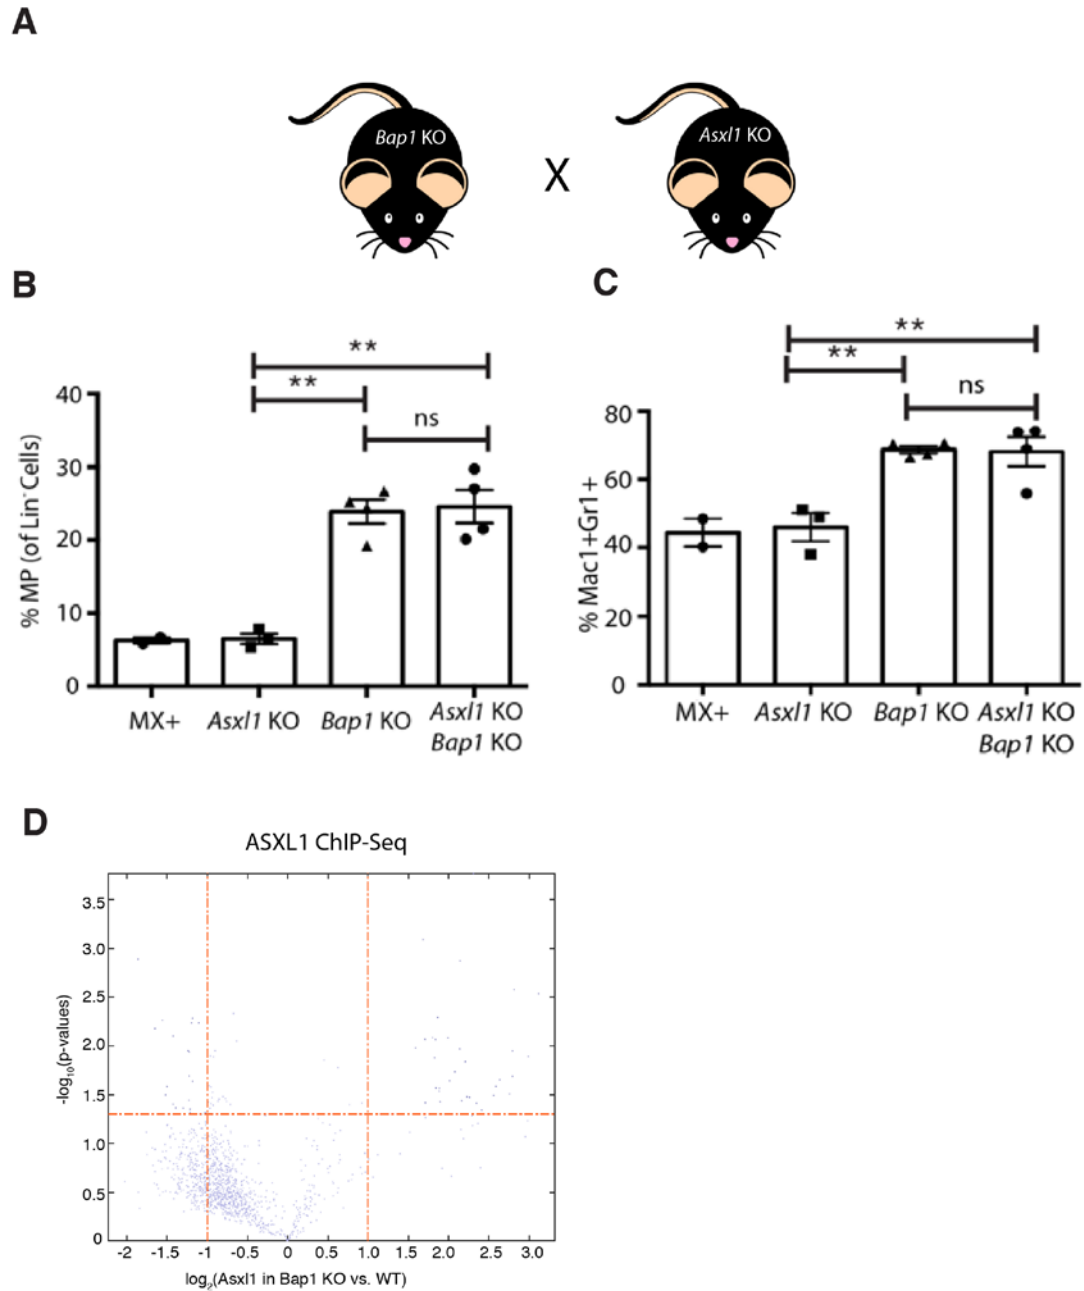 A
Bap1 KO
X
Asxl1 KO
B
C
**
**
ns
40
30
20
10
0
% MP (of Lin⁻Cells)
MX+
Asxl1 KO
Bap1 KO
Asxl1 KO
Bap1 KO
**
**
ns
80
60
40
20
0
% Mac1+Gr1+
MX+
Asxl1 KO
Bap1 KO
Asxl1 KO
Bap1 KO
D
ASXL1 ChIP-Seq
3.5
3.0
2.5
2.0
1.5
1.0
0.5
0
-log₁₀(p-values)
-2 -1.5 -1 -0.5 0 0.5 1.0 1.5 2.0 2.5 3.0
log₂(Asxl1 in Bap1 KO vs. WT)